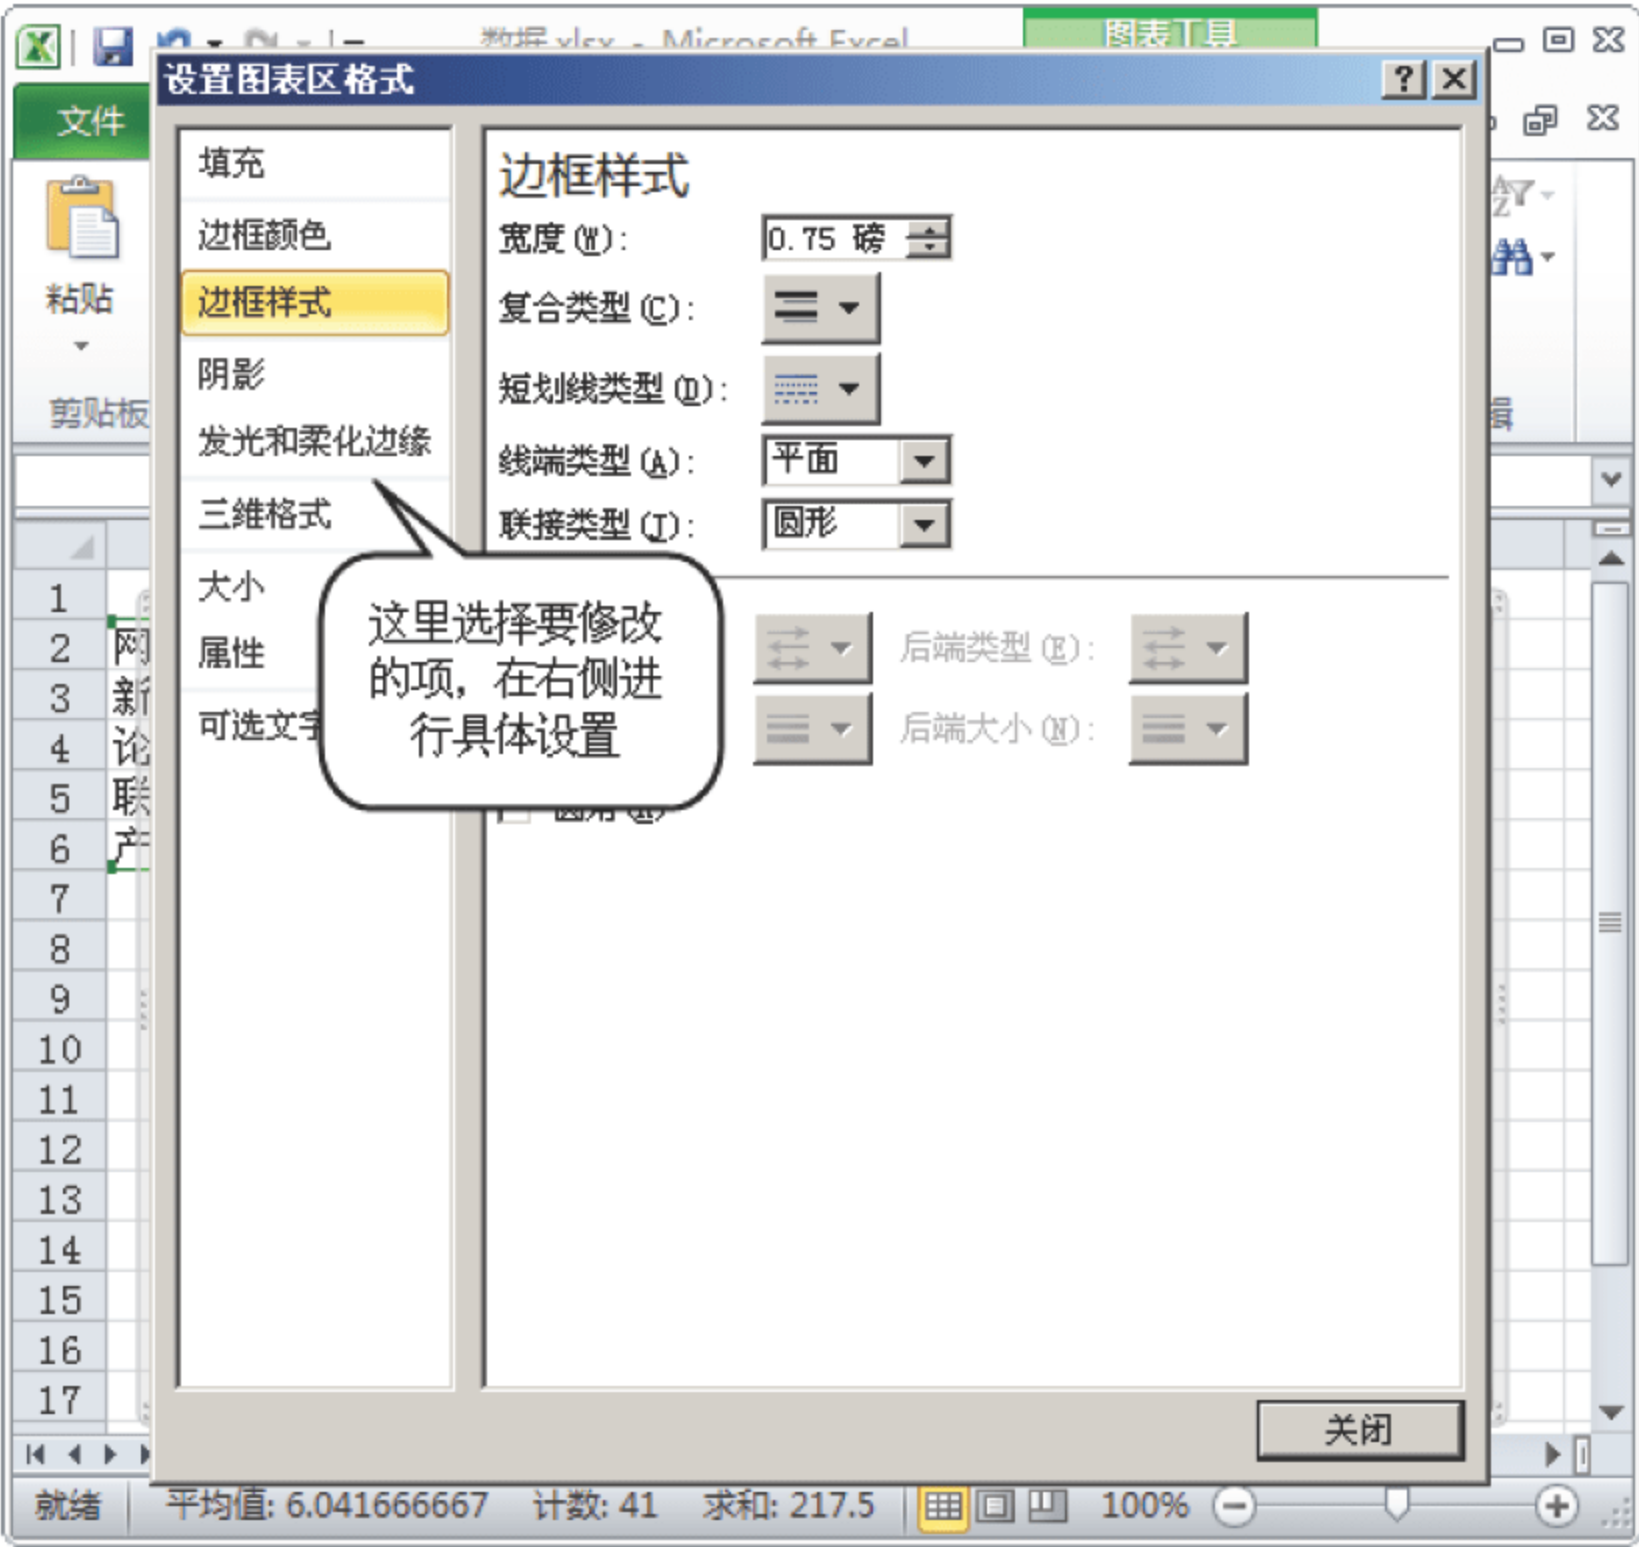 数据.xlsx - Microsoft Excel
图表工具
设置图表区格式
文件
粘贴
剪贴板
填充
边框颜色
边框样式
阴影
发光和柔化边缘
三维格式
大小
属性
可选文字
边框样式
宽度(W):
0.75 磅
复合类型(C):
短划线类型(D):
线端类型(A):
平面
联接类型(J):
圆形
后端类型(E):
后端大小(N):
圆角(R)
这里选择要修改
的项，在右侧进
行具体设置
辑
1
2 网
3 新
4 论
5 联
6 产
7
8
9
10
11
12
13
14
15
16
17
关闭
就绪
平均值: 6.041666667 计数: 41 求和: 217.5
100%